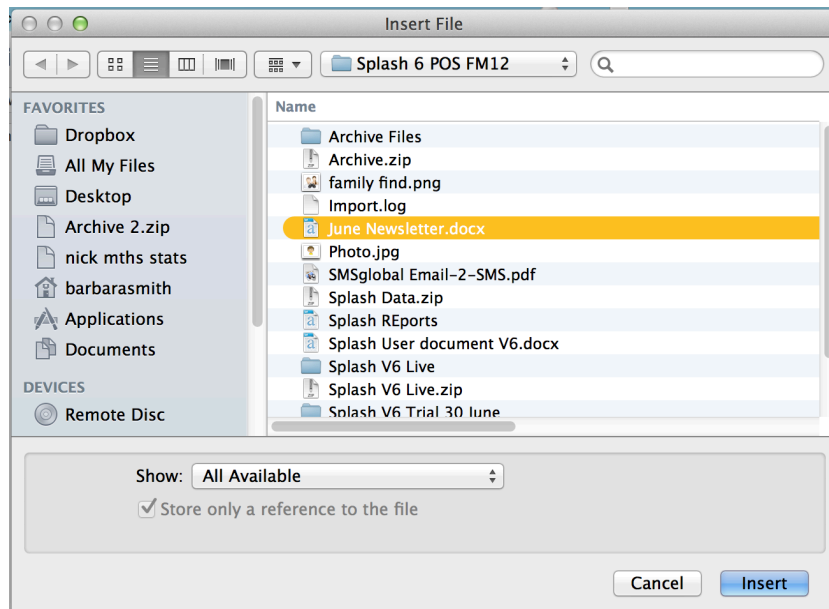 Insert File
Splash 6 POS FM12
FAVORITES
Dropbox
All My Files
Desktop
Archive 2.zip
nick mths stats
barbarasmith
Applications
Documents
DEVICES
Remote Disc
Name
Archive Files
Archive.zip
family find.png
Import.log
June Newsletter.docx
Photo.jpg
SMSglobal Email-2-SMS.pdf
Splash Data.zip
Splash REports
Splash User document V6.docx
Splash V6 Live
Splash V6 Live.zip
Splash V6 Trial 30 June
Show: All Available
Store only a reference to the file
Cancel Insert